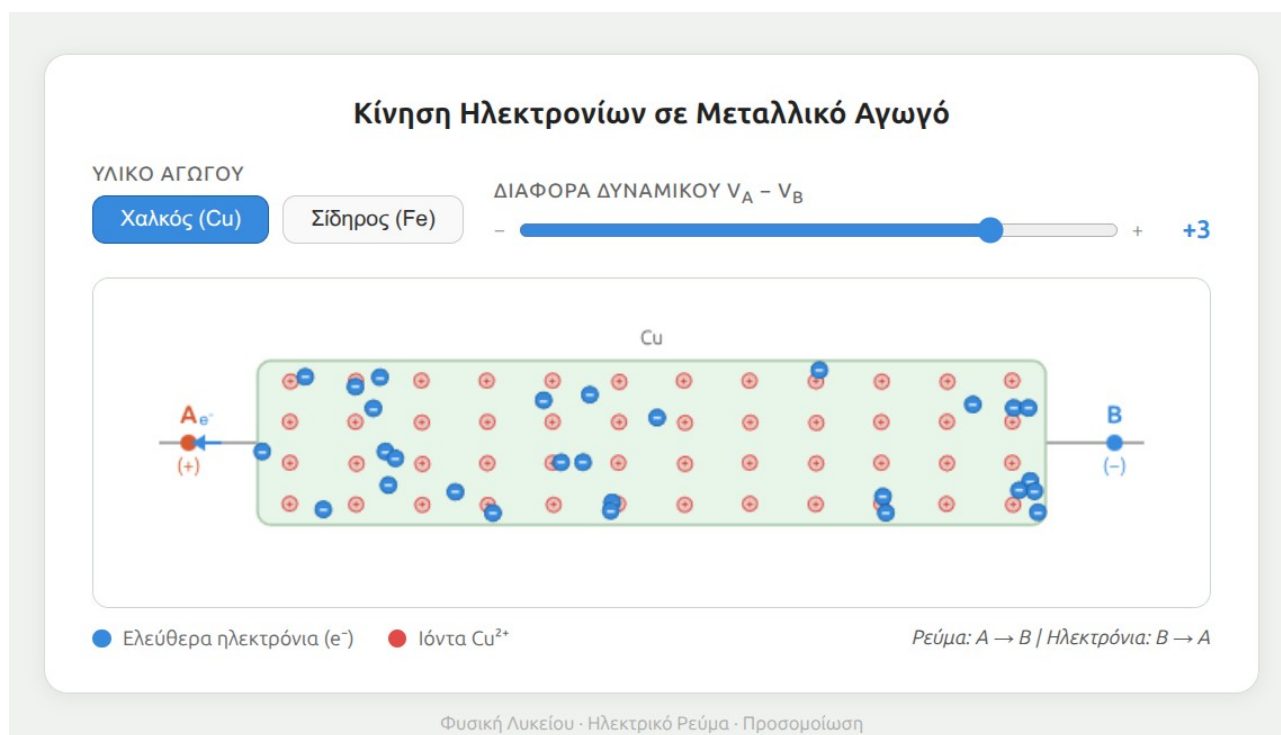 Κίνηση Ηλεκτρονίων σε Μεταλλικό Αγωγό
ΥΛΙΚΟ ΑΓΩΓΟΥ
Χαλκός (Cu) Σίδηρος (Fe)
ΔΙΑΦΟΡΑ ΔΥΝΑΜΙΚΟΥ V_A − V_B
− + +3
Cu
A e⁻
(+)
B
(−)
Ελεύθερα ηλεκτρόνια (e⁻) Ιόντα Cu²⁺ Ρεύμα: A → B | Ηλεκτρόνια: B → A
Φυσική Λυκείου · Ηλεκτρικό Ρεύμα · Προσομοίωση